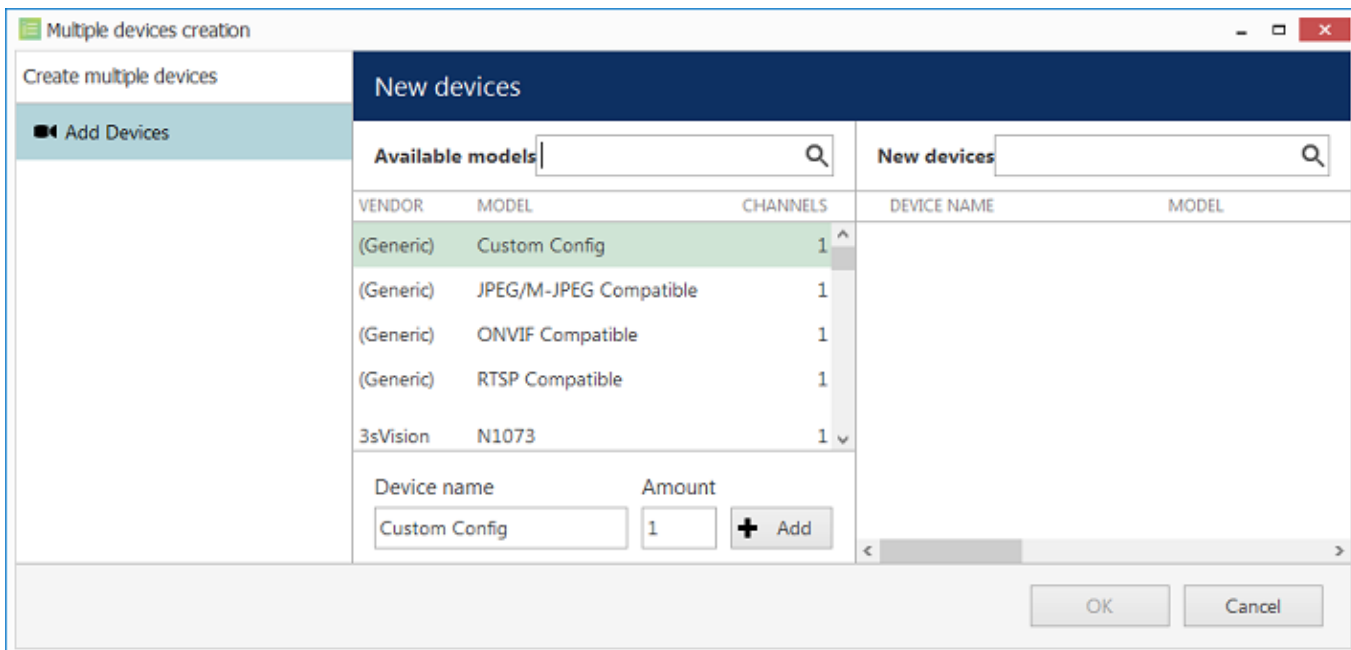 Multiple devices creation
Create multiple devices
Add Devices
New devices
Available models
New devices
VENDOR MODEL CHANNELS
DEVICE NAME MODEL
(Generic) Custom Config 1
(Generic) JPEG/M-JPEG Compatible 1
(Generic) ONVIF Compatible 1
(Generic) RTSP Compatible 1
3sVision N1073 1
Device name Amount
Custom Config 1 Add
OK Cancel